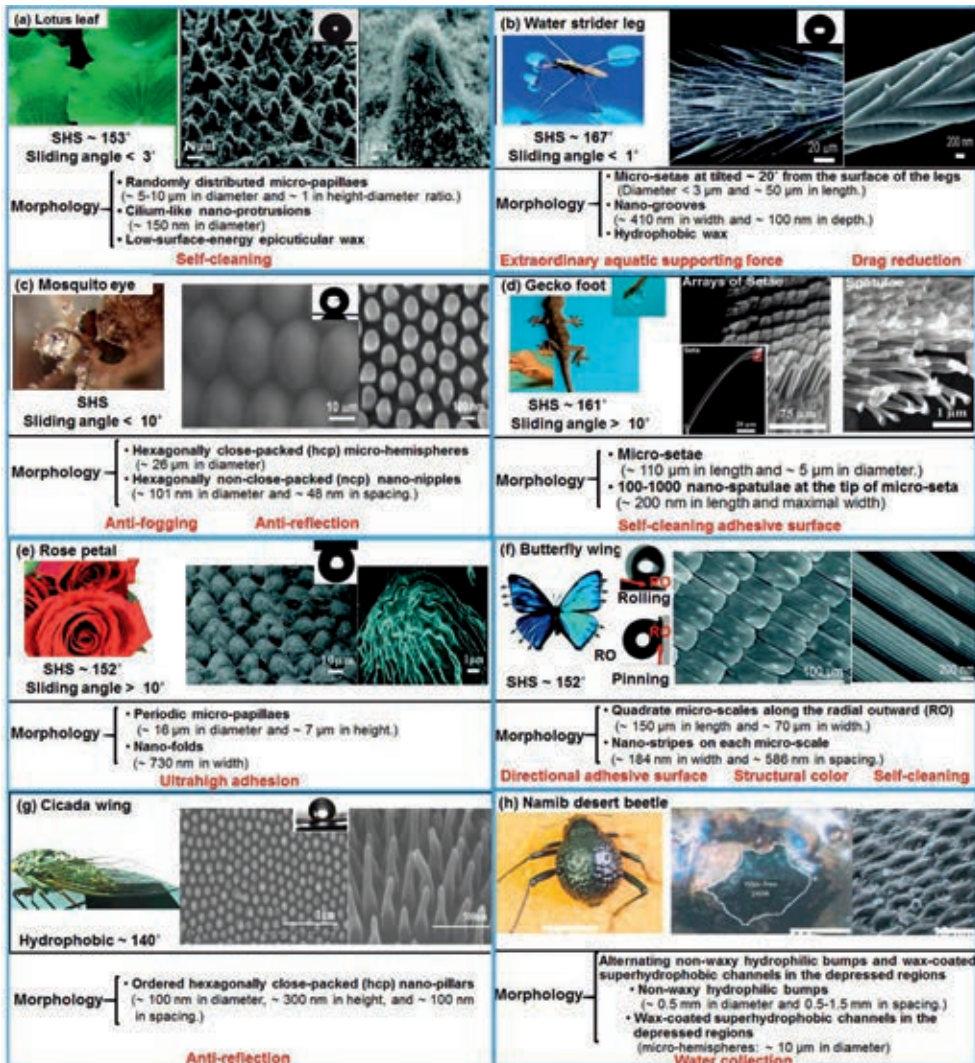 (a) Lotus leaf
SHS ~ 153°
Sliding angle < 3°
Morphology
• Randomly distributed micro-papillaes
(~ 5-10 μm in diameter and ~ 1 in height-diameter ratio.)
• Cilium-like nano-protrusions
(~ 150 nm in diameter)
• Low-surface-energy epicuticular wax
Self-cleaning
(b) Water strider leg
SHS ~ 167°
Sliding angle < 1°
20 μm
200 nm
Morphology
• Micro-setae at tilted ~ 20° from the surface of the legs
(Diameter < 3 μm and ~ 50 μm in length.)
• Nano-grooves
(~ 410 nm in width and ~ 100 nm in depth.)
• Hydrophobic wax
Extraordinary aquatic supporting force
Drag reduction
(c) Mosquito eye
SHS
Sliding angle < 10°
10 μm
100 nm
Morphology
• Hexagonally close-packed (hcp) micro-hemispheres
(~ 26 μm in diameter)
• Hexagonally non-close-packed (ncp) nano-nipples
(~ 101 nm in diameter and ~ 48 nm in spacing.)
Anti-fogging
Anti-reflection
(d) Gecko foot
SHS ~ 161°
Sliding angle > 10°
Arrays of Setae
Seta
75 μm
Spatulae
1 μm
Morphology
• Micro-setae
(~ 110 μm in length and ~ 5 μm in diameter.)
• 100-1000 nano-spatulae at the tip of micro-seta
(~ 200 nm in length and maximal width)
Self-cleaning adhesive surface
(e) Rose petal
SHS ~ 152°
Sliding angle > 10°
10 μm
1 μm
Morphology
• Periodic micro-papillaes
(~ 16 μm in diameter and ~ 7 μm in height.)
• Nano-folds
(~ 730 nm in width)
Ultrahigh adhesion
(f) Butterfly wing
RO
Rolling
RO
RO
Pinning
SHS ~ 152°
100 μm
200 nm
Morphology
• Quadrate micro-scales along the radial outward (RO)
(~ 150 μm in length and ~ 70 μm in width.)
• Nano-stripes on each micro-scale
(~ 184 nm in width and ~ 586 nm in spacing.)
Directional adhesive surface
Structural color
Self-cleaning
(g) Cicada wing
Hydrophobic ~ 140°
Morphology
• Ordered hexagonally close-packed (hcp) nano-pillars
(~ 100 nm in diameter, ~ 300 nm in height, and ~ 100 nm
in spacing.)
Anti-reflection
(h) Namib desert beetle
Morphology
Alternating non-waxy hydrophilic bumps and wax-coated
superhydrophobic channels in the depressed regions
• Non-waxy hydrophilic bumps
(~ 0.5 mm in diameter and 0.5-1.5 mm in spacing.)
• Wax-coated superhydrophobic channels in the
depressed regions
(micro-hemispheres: ~ 10 μm in diameter)
Water collection